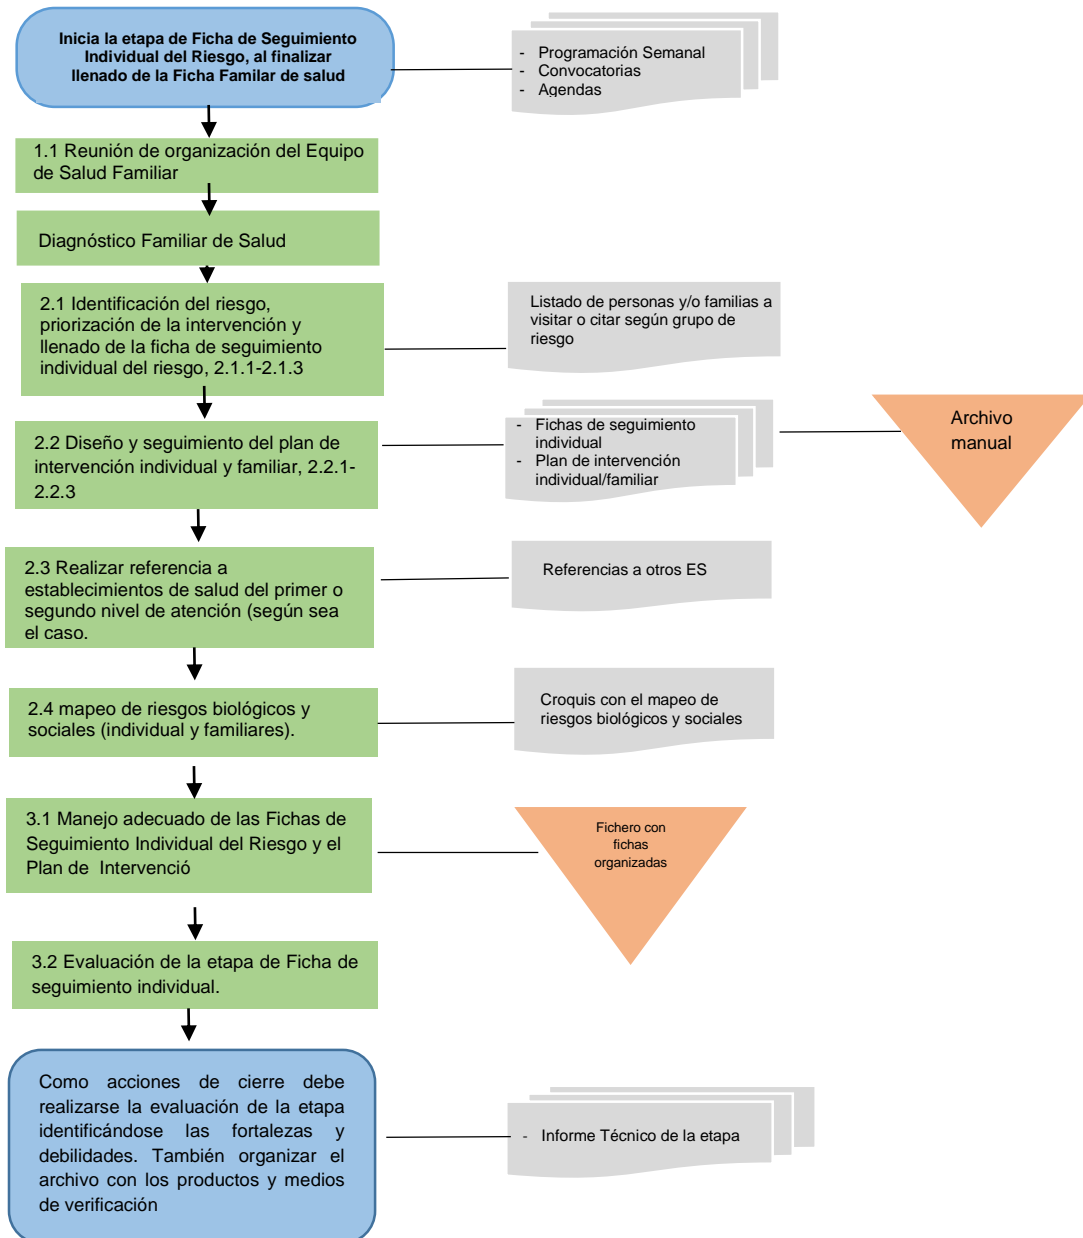 Inicia la etapa de Ficha de Seguimiento
Individual del Riesgo, al finalizar
llenado de la Ficha Familar de salud
- Programación Semanal
- Convocatorias
- Agendas
1.1 Reunión de organización del Equipo
de Salud Familiar
Diagnóstico Familiar de Salud
2.1 Identificación del riesgo,
priorización de la intervención y
llenado de la ficha de seguimiento
individual del riesgo, 2.1.1-2.1.3
Listado de personas y/o familias a
visitar o citar según grupo de
riesgo
2.2 Diseño y seguimiento del plan de
intervención individual y familiar, 2.2.1-
2.2.3
- Fichas de seguimiento
individual
- Plan de intervención
individual/familiar
Archivo
manual
2.3 Realizar referencia a
establecimientos de salud del primer o
segundo nivel de atención (según sea
el caso.
Referencias a otros ES
2.4 mapeo de riesgos biológicos y
sociales (individual y familiares).
Croquis con el mapeo de
riesgos biológicos y sociales
3.1 Manejo adecuado de las Fichas de
Seguimiento Individual del Riesgo y el
Plan de Intervenció
Fichero con
fichas
organizadas
3.2 Evaluación de la etapa de Ficha de
seguimiento individual.
Como acciones de cierre debe
realizarse la evaluación de la etapa
identificándose las fortalezas y
debilidades. También organizar el
archivo con los productos y medios
de verificación
- Informe Técnico de la etapa